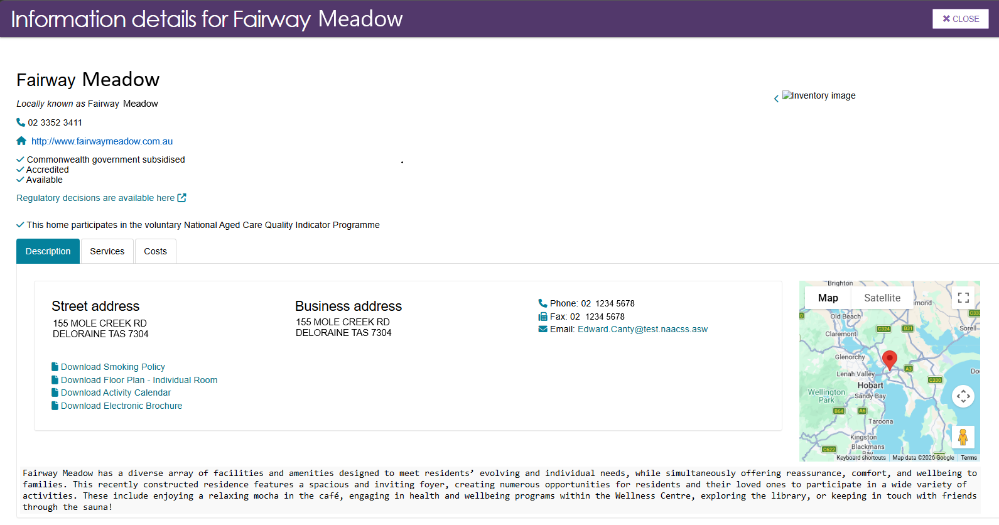 Information details for Fairway Meadow
CLOSE
Fairway Meadow
Locally known as Fairway Meadow
Inventory image
02 3352 3411
http://www.fairwaymeadow.com.au
Commonwealth government subsidised
Accredited
Available
Regulatory decisions are available here
This home participates in the voluntary National Aged Care Quality Indicator Programme
Description
Services
Costs
Street address
155 MOLE CREEK RD
DELORAINE TAS 7304
Business address
155 MOLE CREEK RD
DELORAINE TAS 7304
Phone: 02 1234 5678
Fax: 02 1234 5678
Email: Edward.Canty@test.naacss.asw
Download Smoking Policy
Download Floor Plan - Individual Room
Download Activity Calendar
Download Electronic Brochure
Brighton
Map
Satellite
Old Beach
C324
B31
Sorell
Claremont
Glenorchy
A3
Lenah Valley
C330
Hobart
Wellington
Park
Sandy Bay
B64
A6
Taroona
Kingston
C622
Blackmans
Bay
Keyboard shortcuts
Map data ©2026 Google
Terms
Fairway Meadow has a diverse array of facilities and amenities designed to meet residents’ evolving and individual needs, while simultaneously offering reassurance, comfort, and wellbeing to
families. This recently constructed residence features a spacious and inviting foyer, creating numerous opportunities for residents and their loved ones to participate in a wide variety of
activities. These include enjoying a relaxing mocha in the café, engaging in health and wellbeing programs within the Wellness Centre, exploring the library, or keeping in touch with friends
through the sauna!